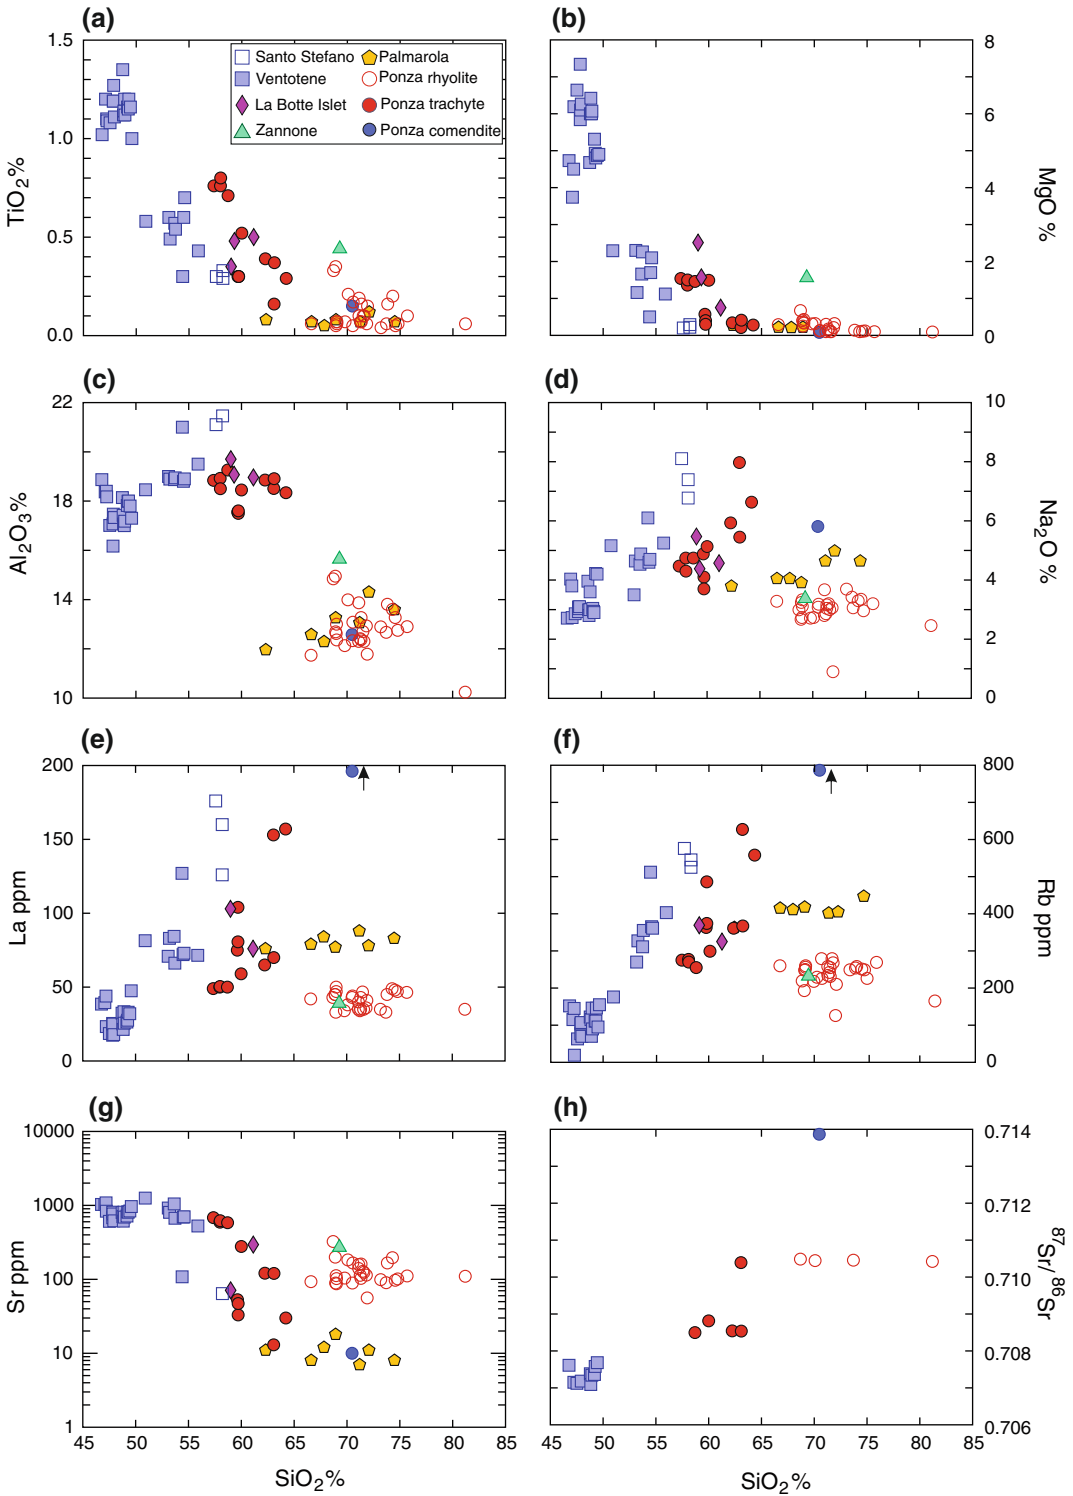 (a)
(b)
1.5
1.0
0.5
0.0
TiO2%
Santo Stefano
Ventotene
La Botte Islet
Zannone
Palmarola
Ponza rhyolite
Ponza trachyte
Ponza comendite
8
6
4
2
0
MgO %
(c)
(d)
22
18
14
10
Al2O3%
10
8
6
4
2
0
Na2O %
(e)
(f)
200
150
100
50
0
La ppm
800
600
400
200
0
Rb ppm
(g)
(h)
10000
1000
100
10
1
Sr ppm
0.714
0.712
0.710
0.708
0.706
87Sr/ 86Sr
45 50 55 60 65 70 75 80 85
45 50 55 60 65 70 75 80 85
SiO2%
SiO2%